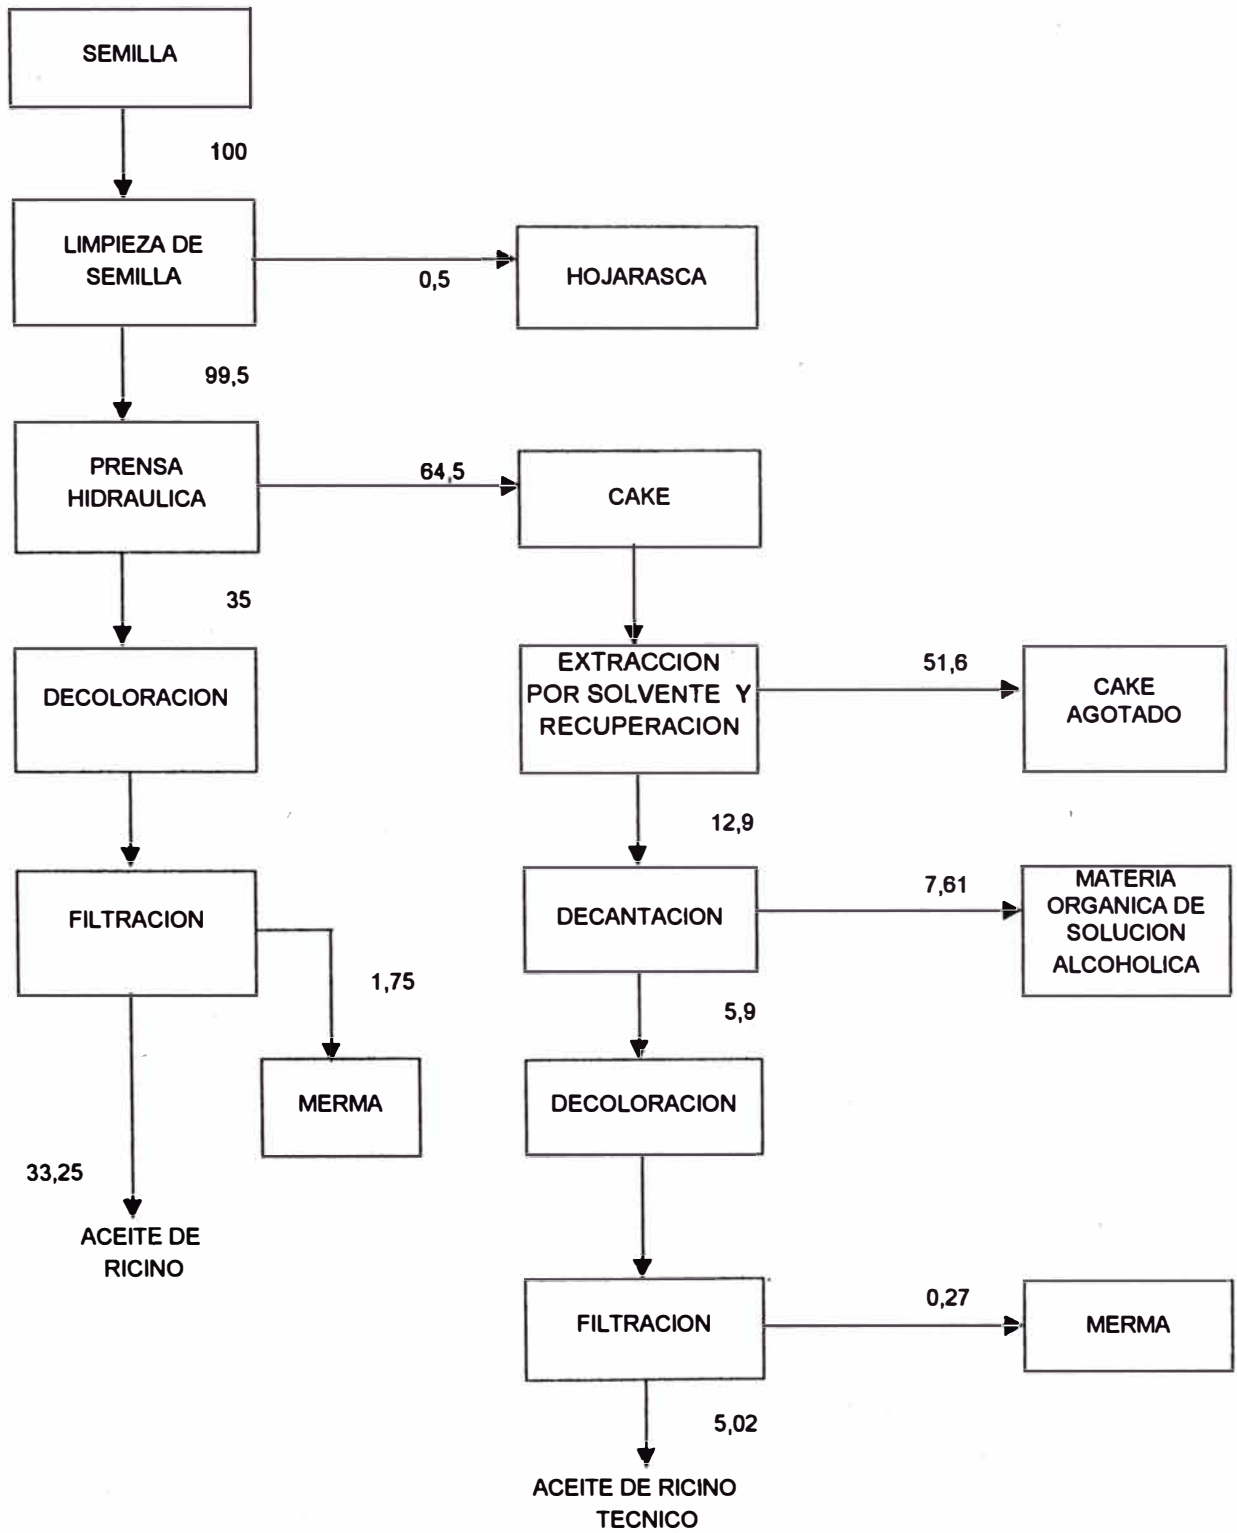 SEMILLA
100
LIMPIEZA DE
SEMILLA
0,5
HOJARASCA
99,5
PRENSA
HIDRAULICA
64,5
CAKE
35
DECOLORACION
EXTRACCION
POR SOLVENTE Y
RECUPERACION
51,6
CAKE
AGOTADO
12,9
FILTRACION
1,75
MERMA
33,25
ACEITE DE
RICINO
DECANTACION
7,61
MATERIA
ORGANICA DE
SOLUCION
ALCOHOLICA
5,9
DECOLORACION
FILTRACION
0,27
MERMA
5,02
ACEITE DE RICINO
TECNICO